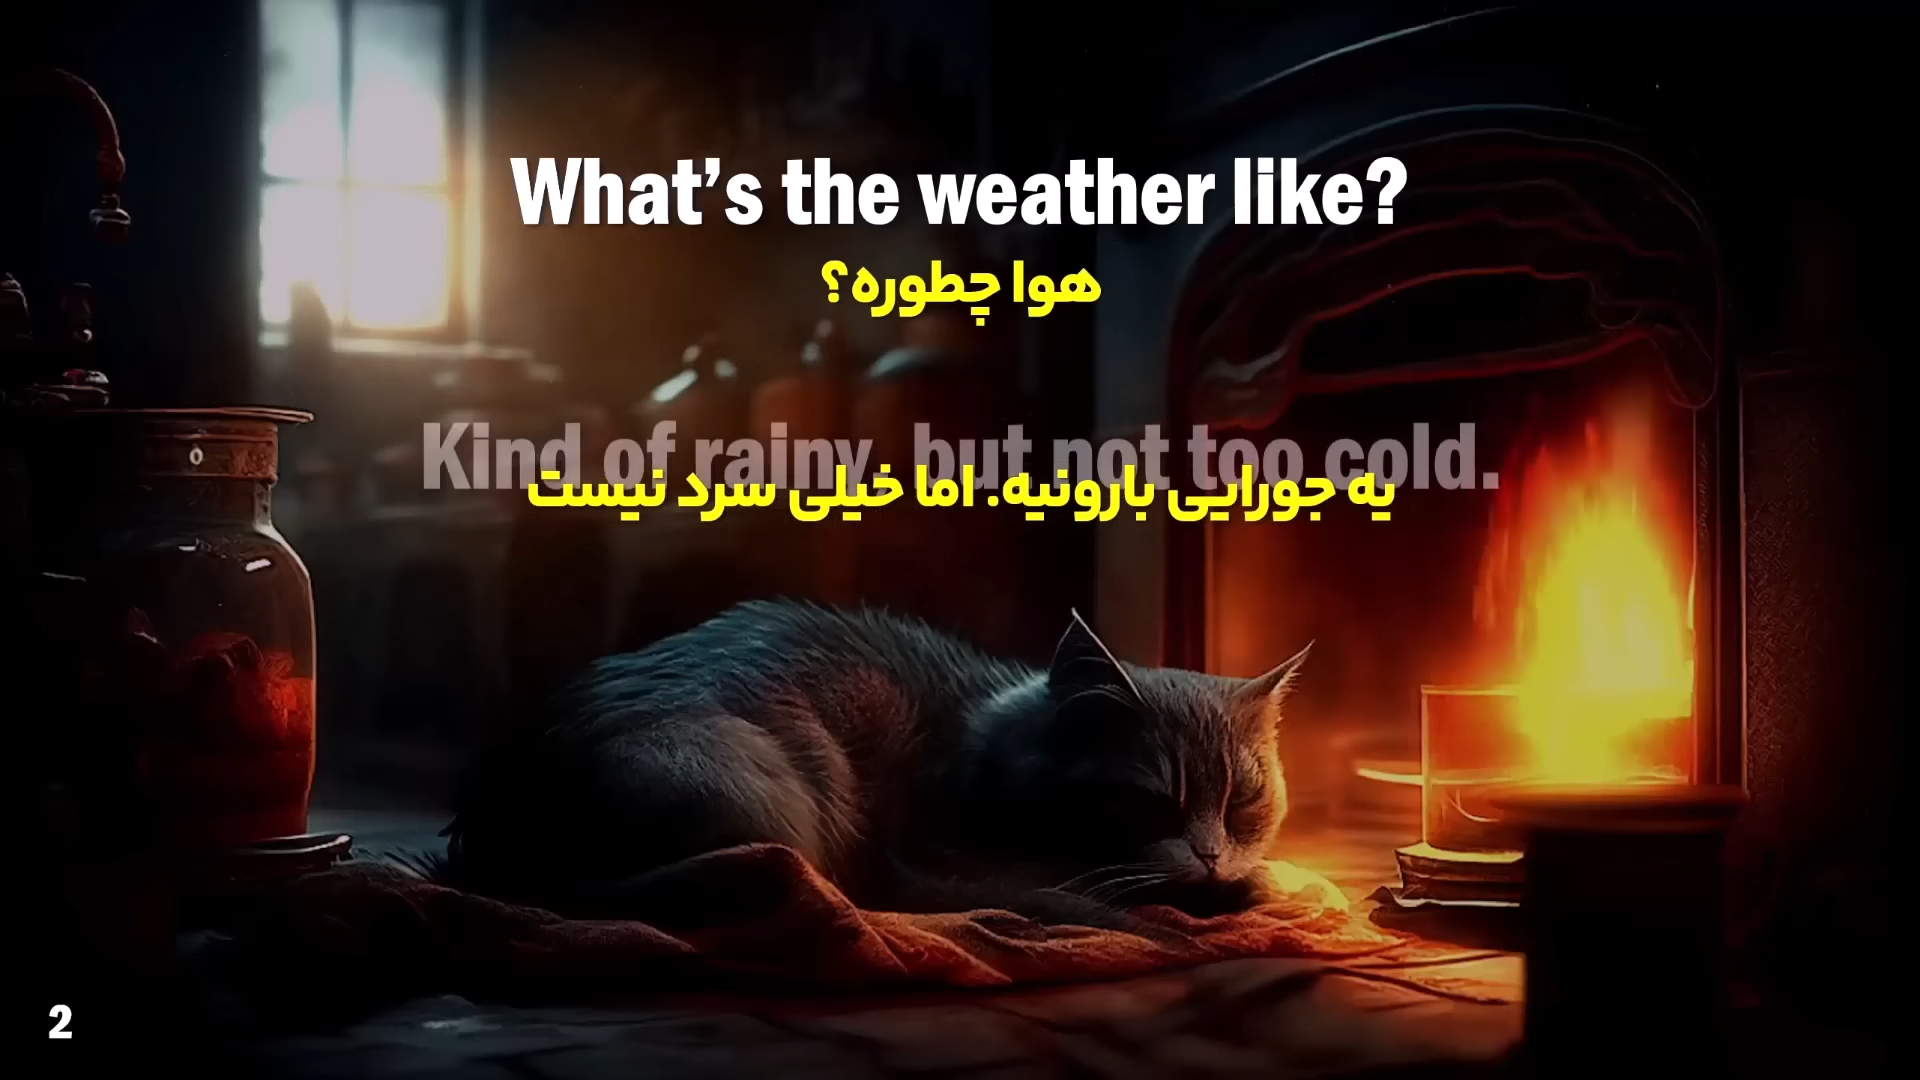 What’s the weather like?
هوا چطوره؟
Kind of rainy, but not too cold.
یه جورایی بارونیه. اما خیلی سرد نیست
2